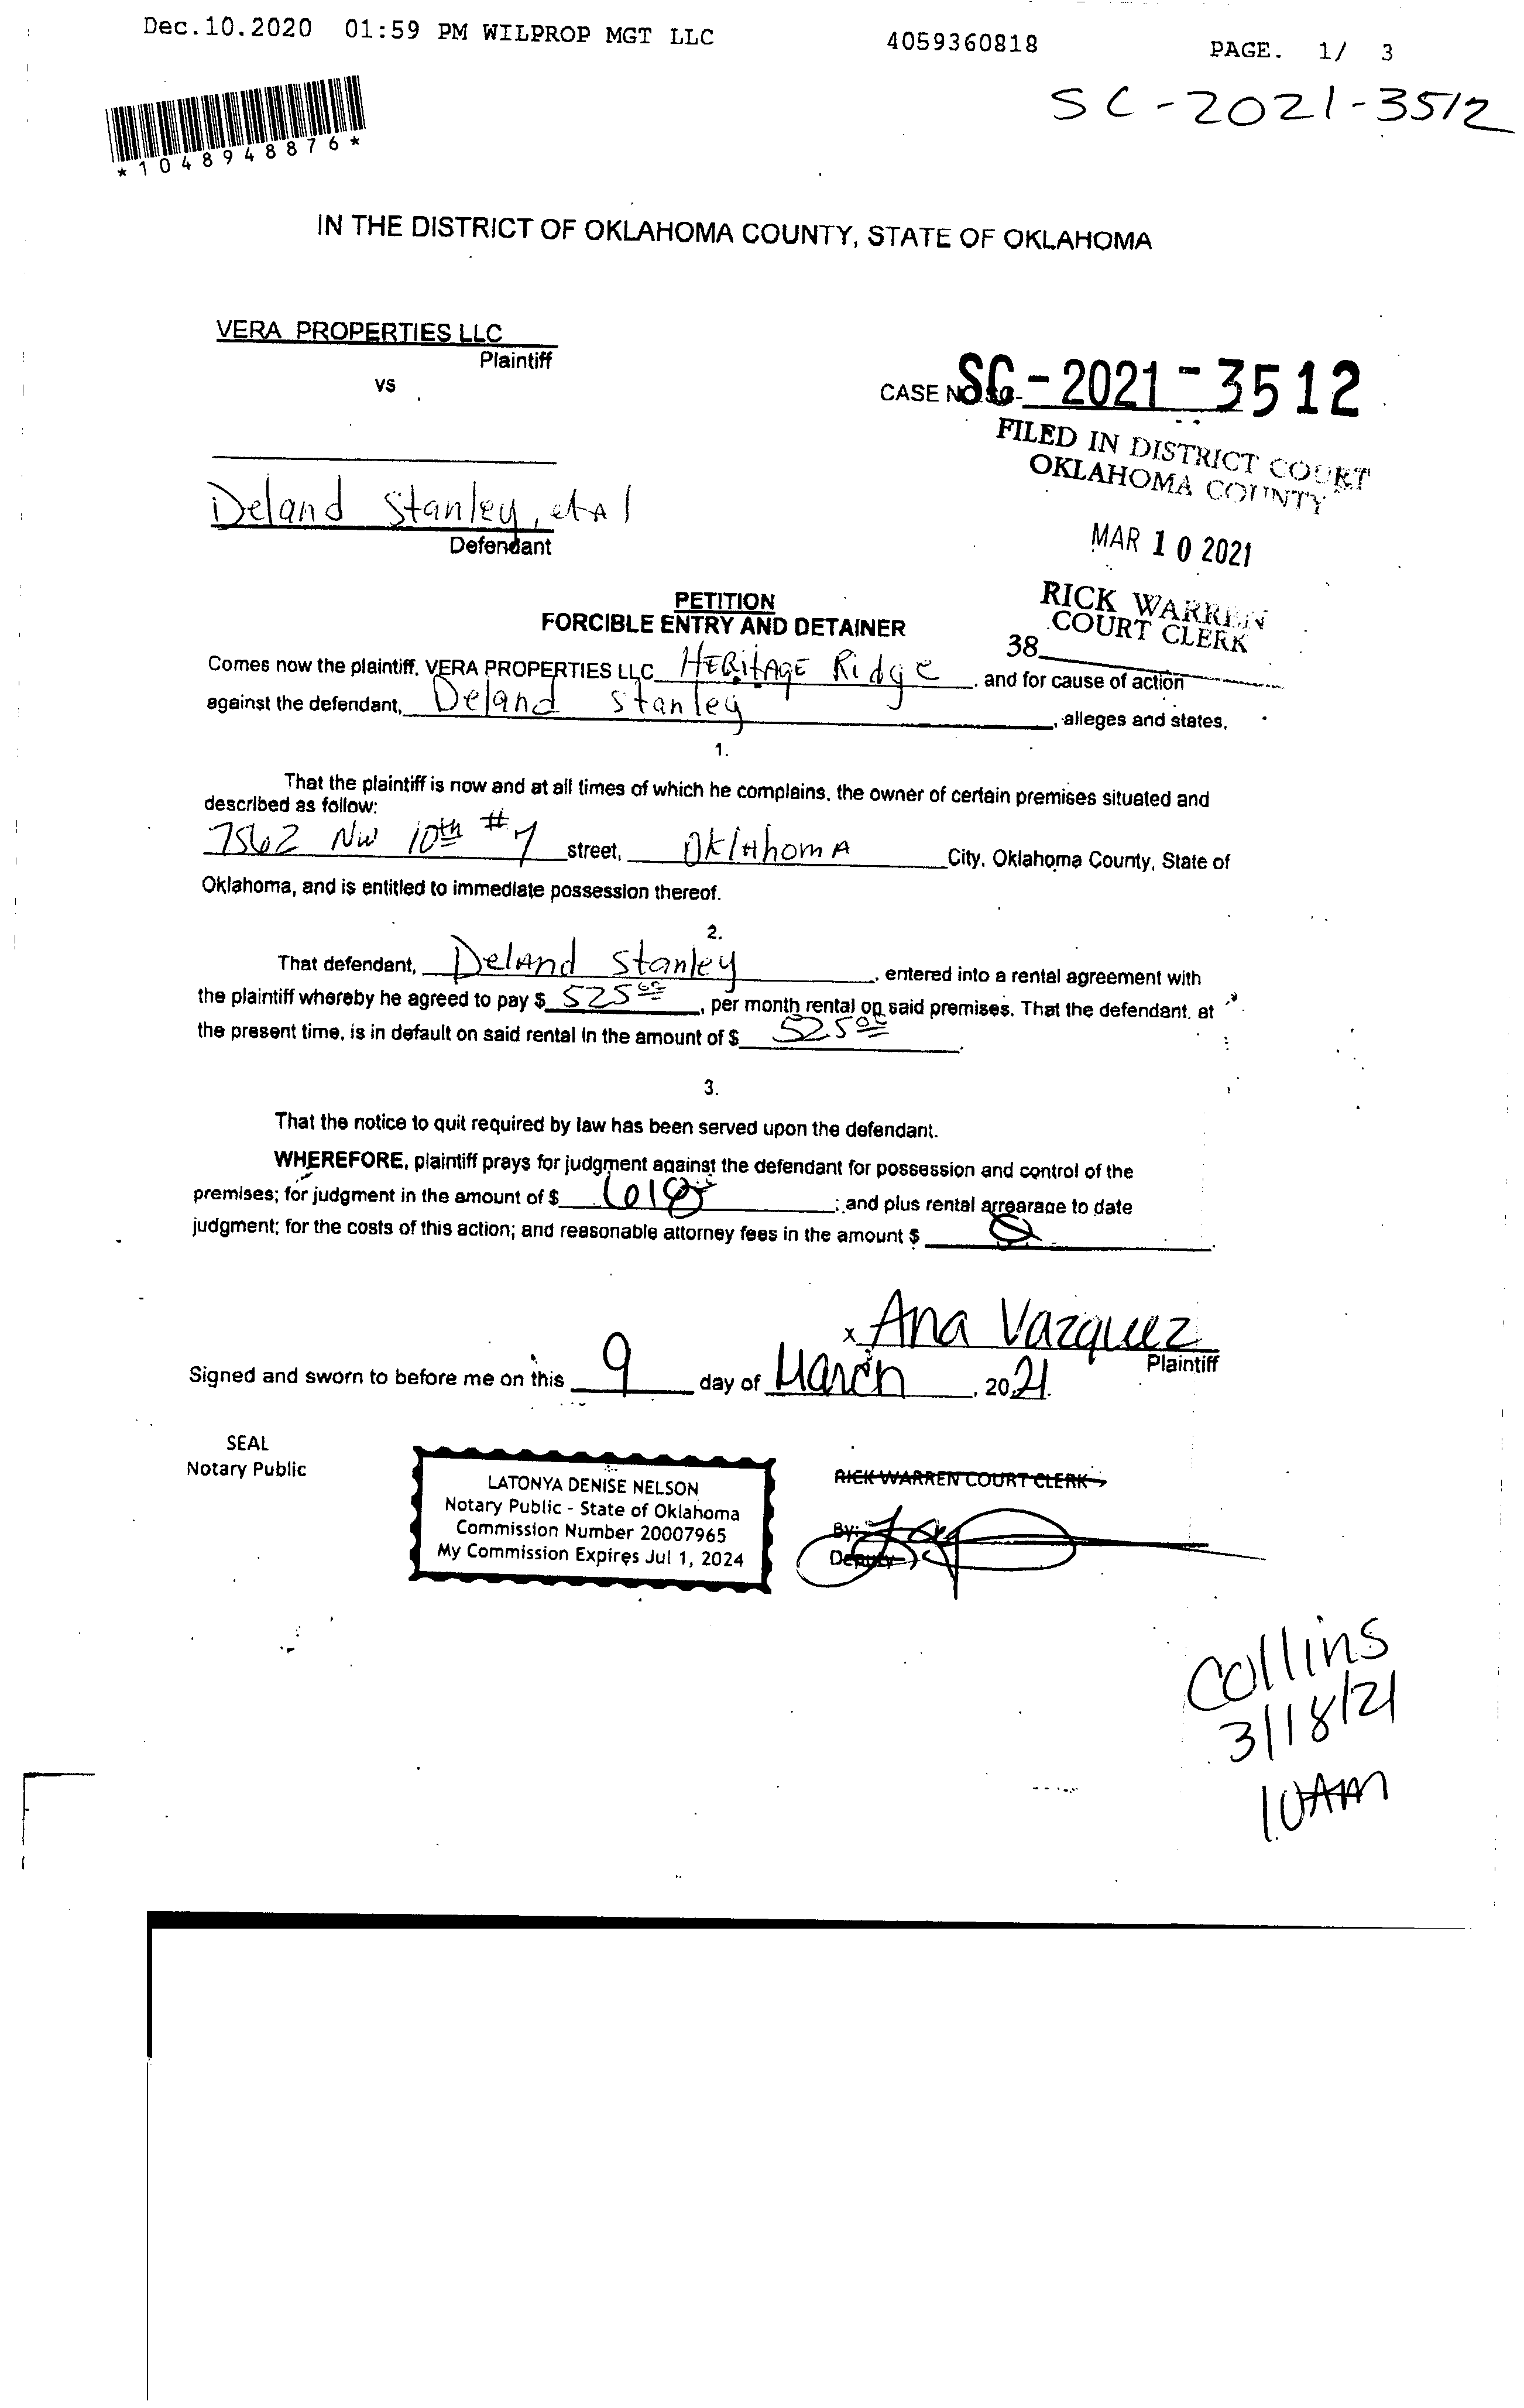 Dec.10.2020 01:59 PM WILPROP MGT LLC 4059360818 PAGE. 1/ 3
SC-2021-3512
*1048948876*
IN THE DISTRICT OF OKLAHOMA COUNTY, STATE OF OKLAHOMA
VERA PROPERTIES LLC
Plaintiff
vs
CASE NO. SC-2021-3512
FILED IN DISTRICT COURT
OKLAHOMA COUNTY
Deland Stanley, et Al
Defendant
MAR 10 2021
PETITION
FORCIBLE ENTRY AND DETAINER
RICK WARREN
COURT CLERK
38
Comes now the plaintiff, VERA PROPERTIES LLC HERitAGE Ridge, and for cause of action
against the defendant, Deland Stanley, alleges and states,
1.
That the plaintiff is now and at all times of which he complains, the owner of certain premises situated and
described as follow:
7562 NW 10th #7 street, OklahomA City, Oklahoma County, State of
Oklahoma, and is entitled to immediate possession thereof.
2.
That defendant, DelAnd Stanley, entered into a rental agreement with
the plaintiff whereby he agreed to pay $ 525.00, per month rental on said premises. That the defendant, at
the present time, is in default on said rental in the amount of $ 525.00.
3.
That the notice to quit required by law has been served upon the defendant.
WHEREFORE, plaintiff prays for judgment against the defendant for possession and control of the
premises; for judgment in the amount of $ ; and plus rental arrearage to date
judgment; for the costs of this action; and reasonable attorney fees in the amount $
x Ana Vazquez
Plaintiff
Signed and sworn to before me on this 9 day of March, 2021.
SEAL
Notary Public
LATONYA DENISE NELSON
Notary Public - State of Oklahoma
Commission Number 20007965
My Commission Expires Jul 1, 2024
RICK WARREN COURT CLERK
By:
Deputy
Collins
3/18/21
10AM